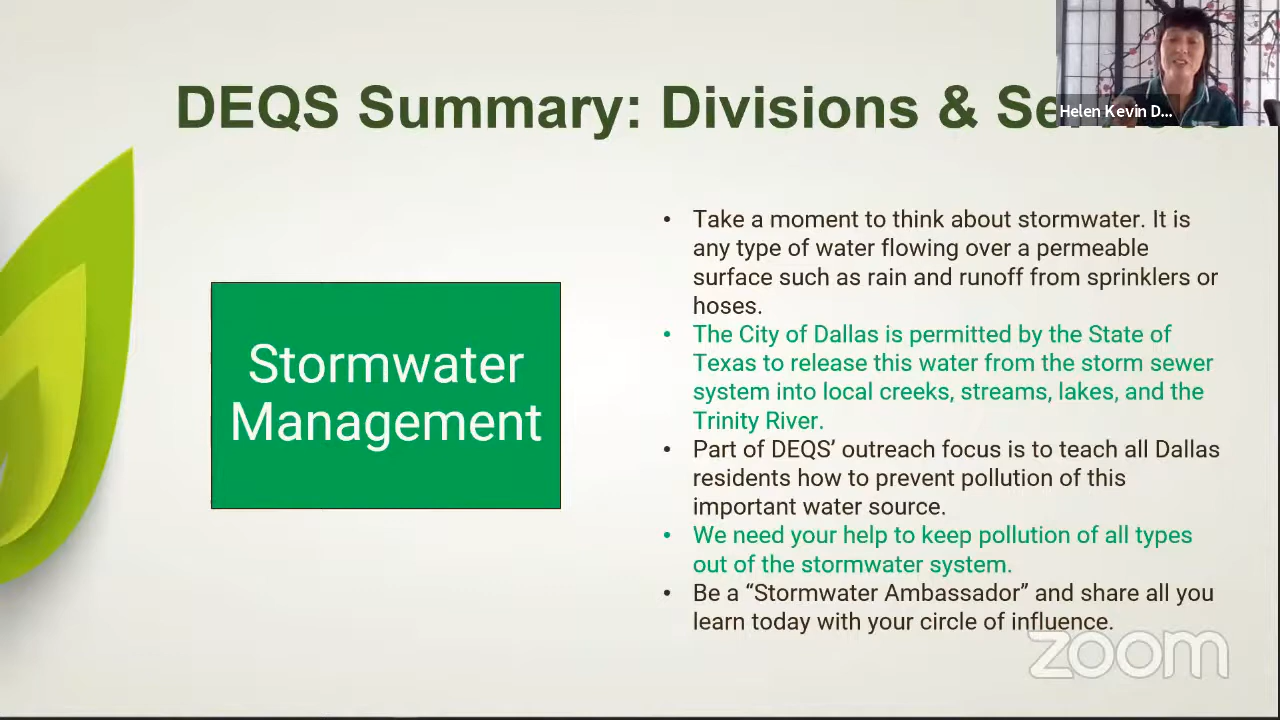 Helen Kevin D...
DEQS Summary: Divisions &
Stormwater
Management
• Take a moment to think about stormwater. It is
any type of water flowing over a permeable
surface such as rain and runoff from sprinklers or
hoses.
• The City of Dallas is permitted by the State of
Texas to release this water from the storm sewer
system into local creeks, streams, lakes, and the
Trinity River.
• Part of DEQS’ outreach focus is to teach all Dallas
residents how to prevent pollution of this
important water source.
• We need your help to keep pollution of all types
out of the stormwater system.
• Be a “Stormwater Ambassador” and share all you
learn today with your circle of influence.
zoom